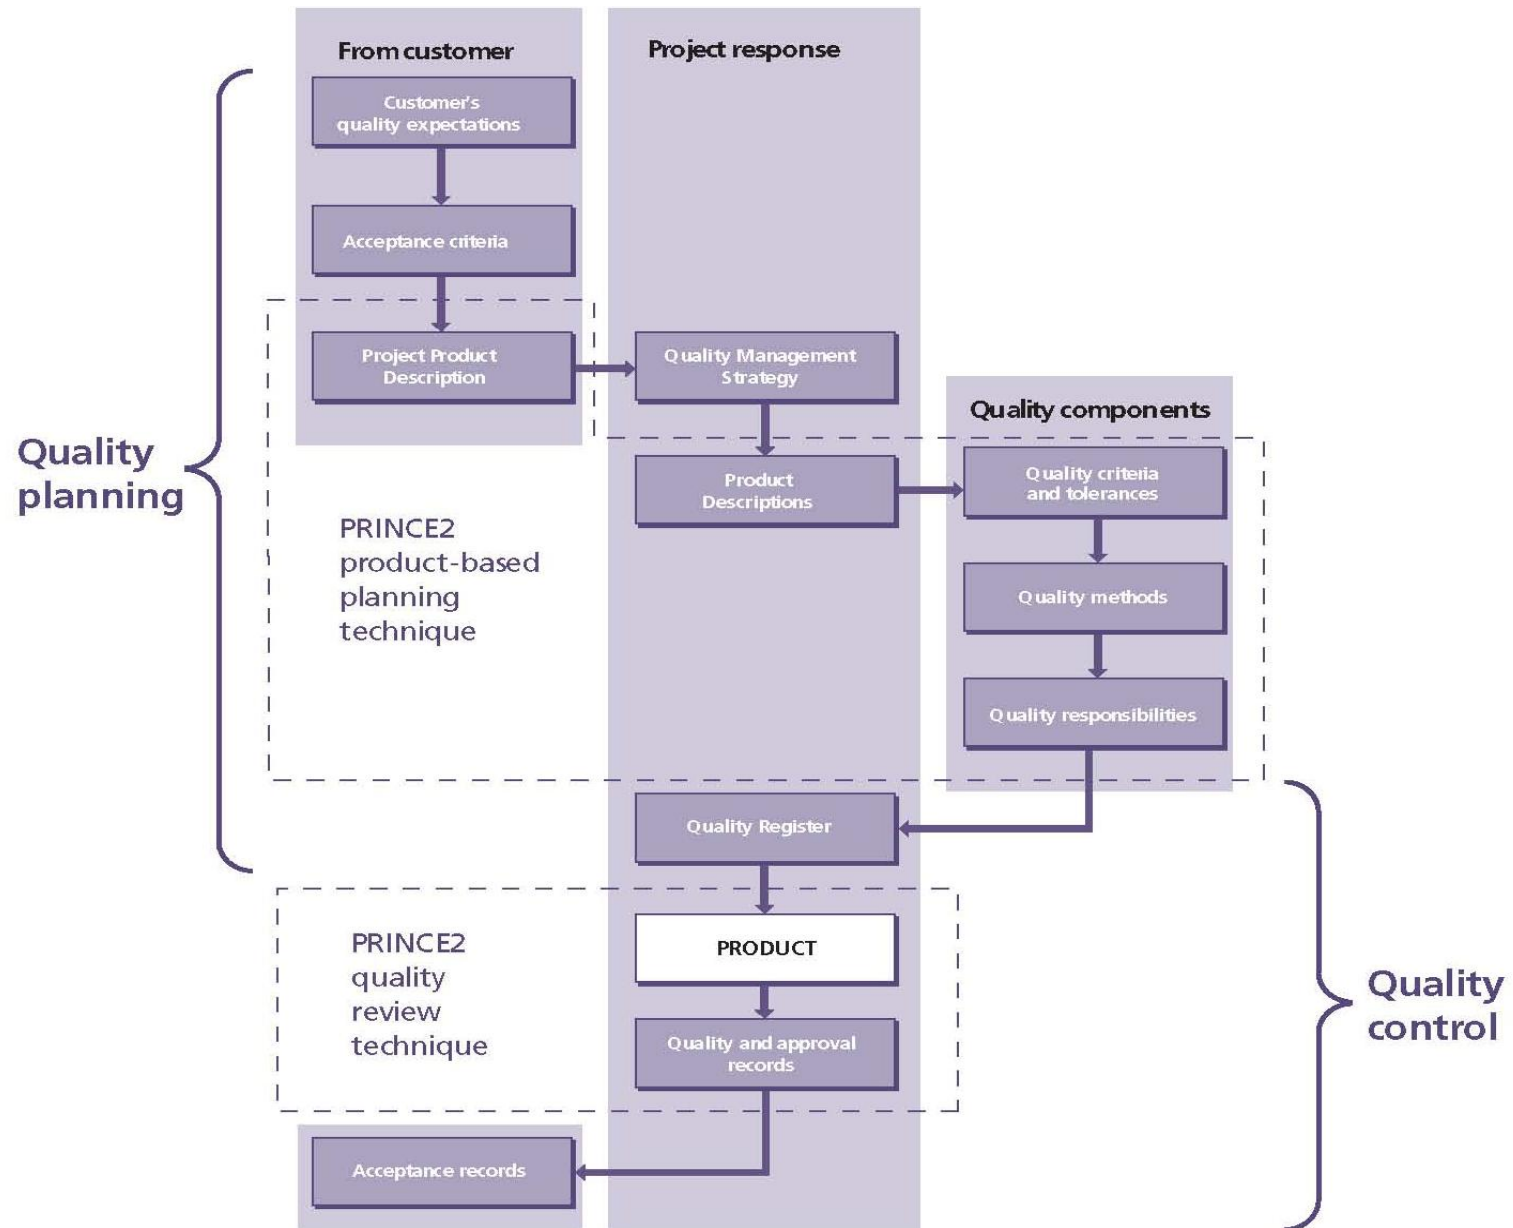 From customer
Project response
Customer's
quality expectations
Acceptance criteria
Project Product
Description
Quality Management
Strategy
Quality components
Quality
planning
Product
Descriptions
Quality criteria
and tolerances
PRINCE2
product-based
planning
technique
Quality methods
Quality responsibilities
Quality Register
PRINCE2
quality
review
technique
PRODUCT
Quality and approval
records
Quality
control
Acceptance records